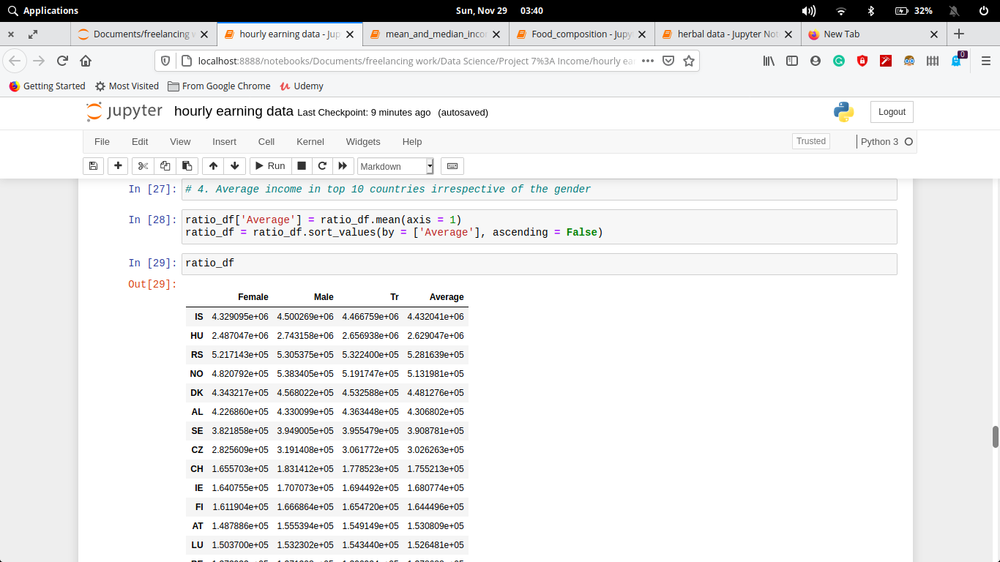 Applications
Sun, Nov 29 03:40
32%
Documents/freelancing w
hourly earning data - Jup
mean_and_median_incom
Food_composition - Jupy
herbal data - Jupyter Not
New Tab
localhost:8888/notebooks/Documents/freelancing work/Data Science/Project 7%3A Income/hourly ea
0
Getting Started Most Visited From Google Chrome Udemy
jupyter hourly earning data Last Checkpoint: 9 minutes ago (autosaved)
Logout
File Edit View Insert Cell Kernel Widgets Help
Trusted
Python 3
Run
Markdown
In [27]: # 4. Average income in top 10 countries irrespective of the gender
In [28]: ratio_df['Average'] = ratio_df.mean(axis = 1)
ratio_df = ratio_df.sort_values(by = ['Average'], ascending = False)
In [29]: ratio_df
Out[29]:
Female Male Tr Average
IS 4.329095e+06 4.500269e+06 4.466759e+06 4.432041e+06
HU 2.487047e+06 2.743158e+06 2.656938e+06 2.629047e+06
RS 5.217143e+05 5.305375e+05 5.322400e+05 5.281639e+05
NO 4.820792e+05 5.383405e+05 5.191747e+05 5.131981e+05
DK 4.343217e+05 4.568022e+05 4.532588e+05 4.481276e+05
AL 4.226860e+05 4.330099e+05 4.363448e+05 4.306802e+05
SE 3.821858e+05 3.949005e+05 3.955479e+05 3.908781e+05
CZ 2.825609e+05 3.191408e+05 3.061772e+05 3.026263e+05
CH 1.655703e+05 1.831412e+05 1.778523e+05 1.755213e+05
IE 1.640755e+05 1.707073e+05 1.694492e+05 1.680774e+05
FI 1.611904e+05 1.666864e+05 1.654720e+05 1.644496e+05
AT 1.487886e+05 1.555394e+05 1.549149e+05 1.530809e+05
LU 1.503700e+05 1.532302e+05 1.543440e+05 1.526481e+05